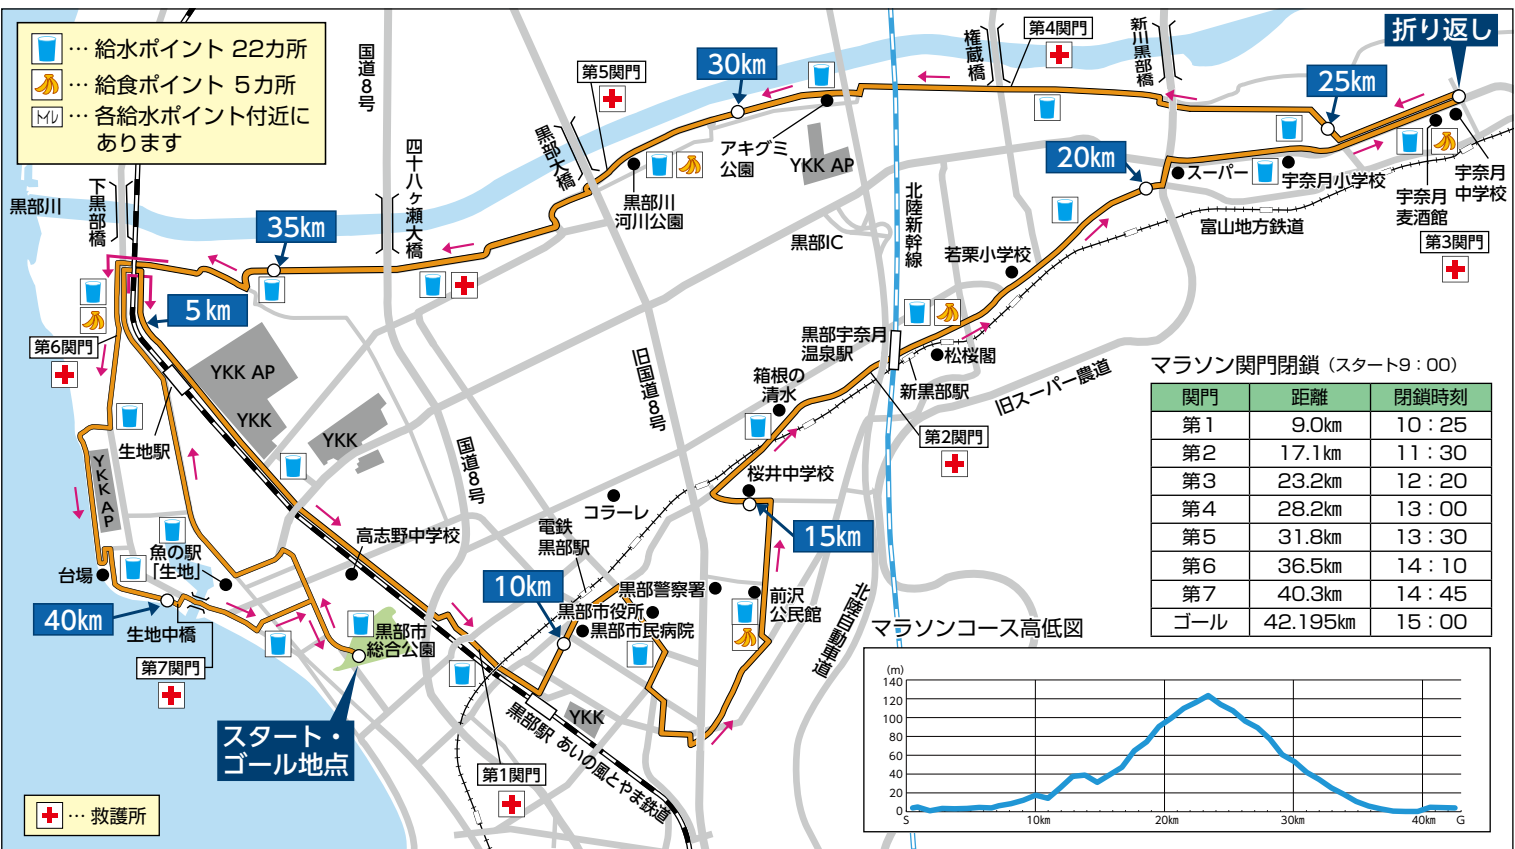 … 給水ポイント 22カ所
… 給食ポイント 5カ所
トイレ … 各給水ポイント付近に
あります
国道8号
第5関門
30km
権蔵橋
第4関門
新川黒部橋
折り返し
25km
黒部川
下黒部橋
四十八ヶ瀬大橋
黒部大橋
アキグミ
公園
YKK AP
20km
スーパー
宇奈月小学校
宇奈月
麦酒館
宇奈月
中学校
第3関門
35km
黒部川
河川公園
黒部IC
北陸新幹線
若栗小学校
富山地方鉄道
5km
第6関門
YKK AP
YKK
YKK
生地駅
旧国道8号
国道8号
黒部宇奈月
温泉駅
松桜閣
新黒部駅
旧スーパー農道
箱根の
清水
第2関門
桜井中学校
15km
コラーレ
電鉄
黒部駅
高志野中学校
YKK AP
魚の駅
「生地」
台場
40km
生地中橋
第7関門
10km
黒部警察署
黒部市役所
黒部市民病院
前沢
公民館
北陸自動車道
黒部市
総合公園
スタート・
ゴール地点
YKK
黒部駅
あいの風とやま鉄道
第1関門
… 救護所
マラソン関門閉鎖（スタート9：00）
関門 距離 閉鎖時刻
第1 9.0km 10：25
第2 17.1km 11：30
第3 23.2km 12：20
第4 28.2km 13：00
第5 31.8km 13：30
第6 36.5km 14：10
第7 40.3km 14：45
ゴール 42.195km 15：00
マラソンコース高低図
(m)
140
120
100
80
60
40
20
0
S 10km 20km 30km 40km G